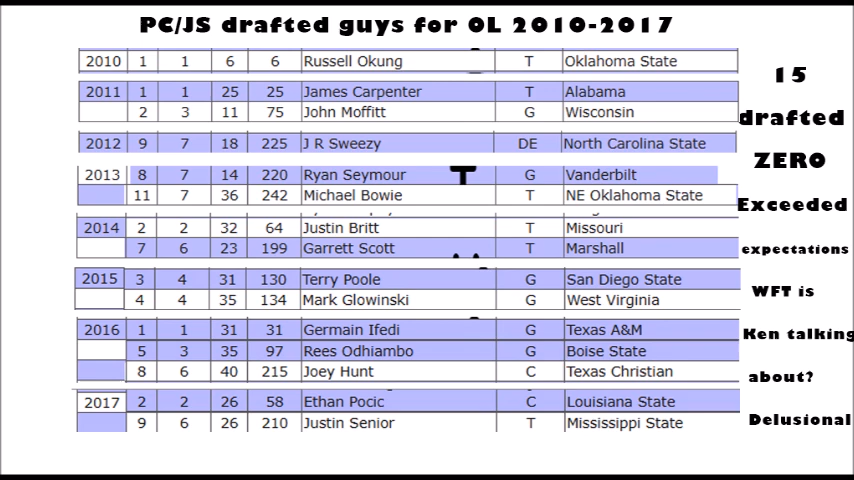 PC/JS drafted guys for OL 2010-2017
2010 1 1 6 6 Russell Okung T Oklahoma State
2011 1 1 25 25 James Carpenter T Alabama
2 3 11 75 John Moffitt G Wisconsin
2012 9 7 18 225 J R Sweezy DE North Carolina State
2013 8 7 14 220 Ryan Seymour G Vanderbilt
11 7 36 242 Michael Bowie T NE Oklahoma State
2014 2 2 32 64 Justin Britt T Missouri
7 6 23 199 Garrett Scott T Marshall
2015 3 4 31 130 Terry Poole G San Diego State
4 4 35 134 Mark Glowinski G West Virginia
2016 1 1 31 31 Germain Ifedi G Texas A&M
5 3 35 97 Rees Odhiambo G Boise State
8 6 40 215 Joey Hunt C Texas Christian
2017 2 2 26 58 Ethan Pocic C Louisiana State
9 6 26 210 Justin Senior T Mississippi State
15
drafted
ZERO
Exceeded
expectations
WFT is
Ken talking
about?
Delusional